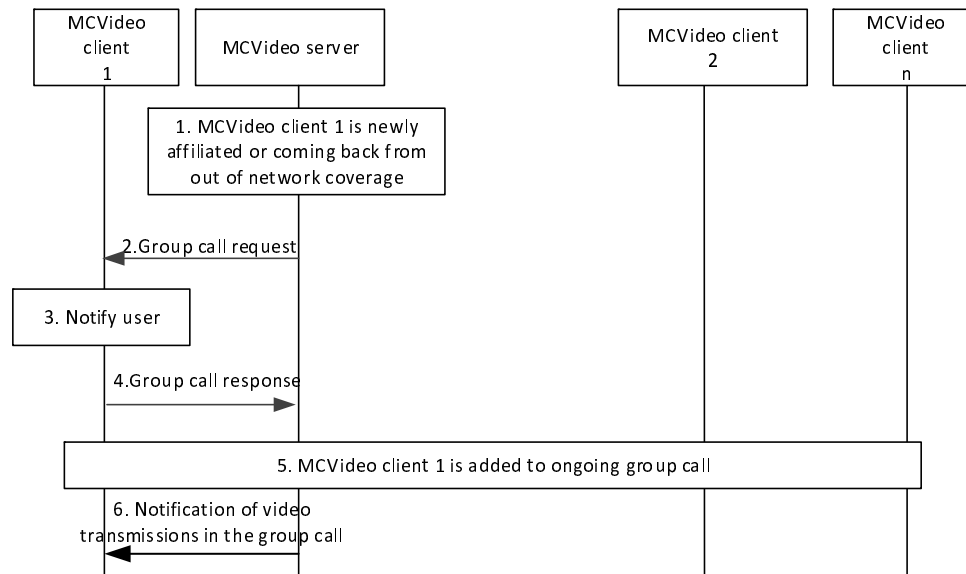 MCVideo
client
1
MCVideo server
MCVideo client
2
MCVideo
client
n
1. MCVideo client 1 is newly
affiliated or coming back from
out of network coverage
2.Group call request
3. Notify user
4.Group call response
5. MCVideo client 1 is added to ongoing group call
6. Notification of video
transmissions in the group call